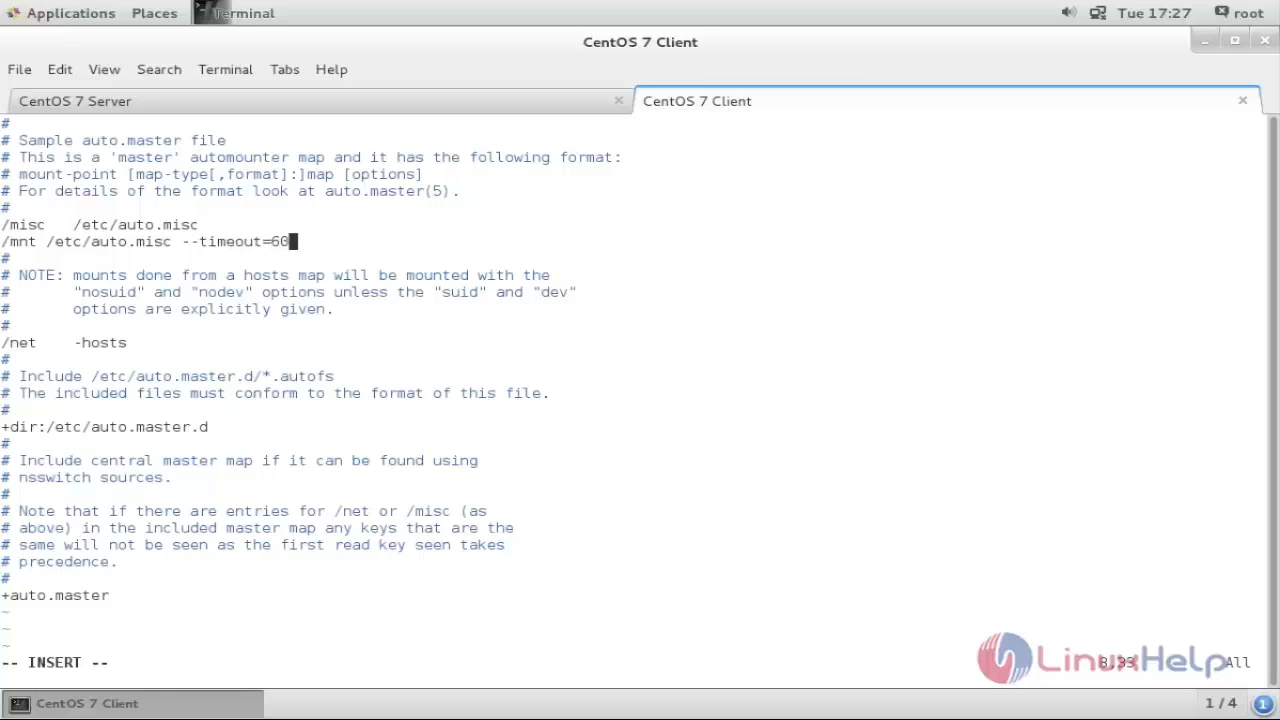 Applications Places Terminal Tue 17:27 root
CentOS 7 Client
File Edit View Search Terminal Tabs Help
CentOS 7 Server CentOS 7 Client
#
# Sample auto.master file
# This is a 'master' automounter map and it has the following format:
# mount-point [map-type[,format]:]map [options]
# For details of the format look at auto.master(5).
#
/misc /etc/auto.misc
/mnt /etc/auto.misc --timeout=60
#
# NOTE: mounts done from a hosts map will be mounted with the
# "nosuid" and "nodev" options unless the "suid" and "dev"
# options are explicitly given.
#
/net -hosts
#
# Include /etc/auto.master.d/*.autofs
# The included files must conform to the format of this file.
#
+dir:/etc/auto.master.d
#
# Include central master map if it can be found using
# nsswitch sources.
#
# Note that if there are entries for /net or /misc (as
# above) in the included master map any keys that are the
# same will not be seen as the first read key seen takes
# precedence.
#
+auto.master
~
~
~
-- INSERT -- All
LinuxHelp
CentOS 7 Client 1 / 4 1